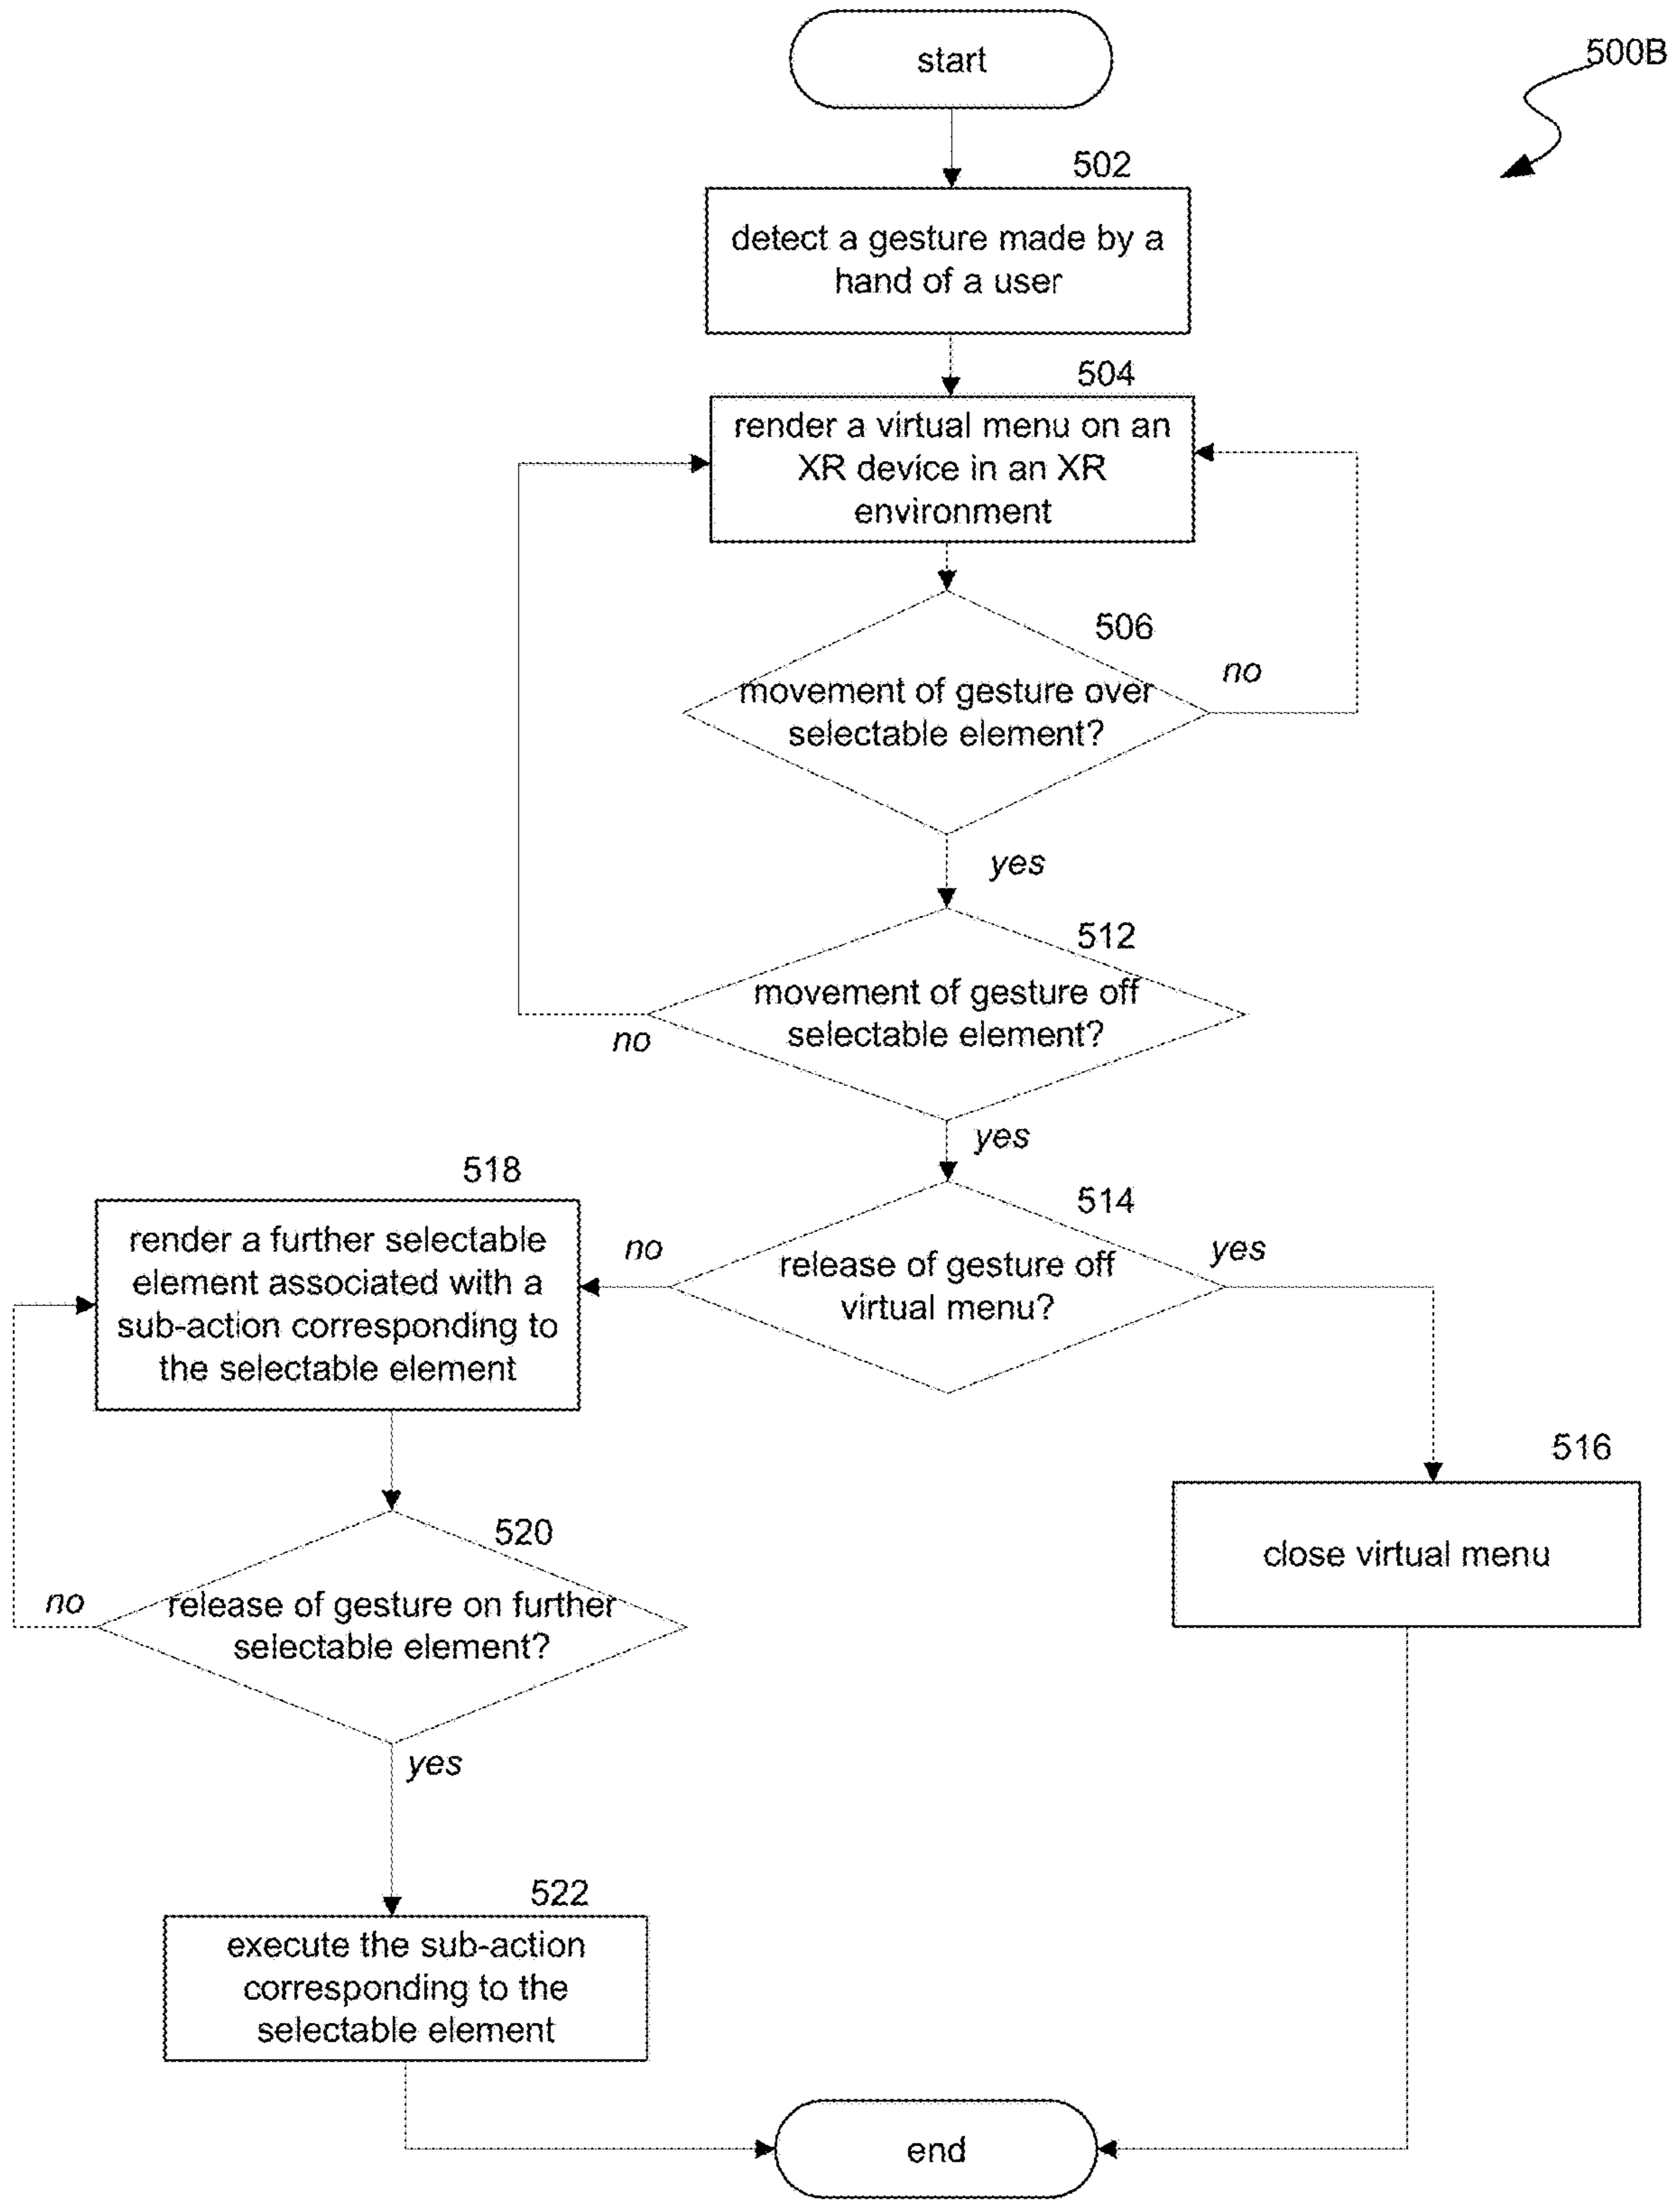 start
500B
502
detect a gesture made by a
hand of a user
504
render a virtual menu on an
XR device in an XR
environment
506
movement of gesture over
selectable element?
no
yes
512
movement of gesture off
selectable element?
no
yes
514
release of gesture off
virtual menu?
no
yes
518
render a further selectable
element associated with a
sub-action corresponding to
the selectable element
516
close virtual menu
520
release of gesture on further
selectable element?
no
yes
522
execute the sub-action
corresponding to the
selectable element
end